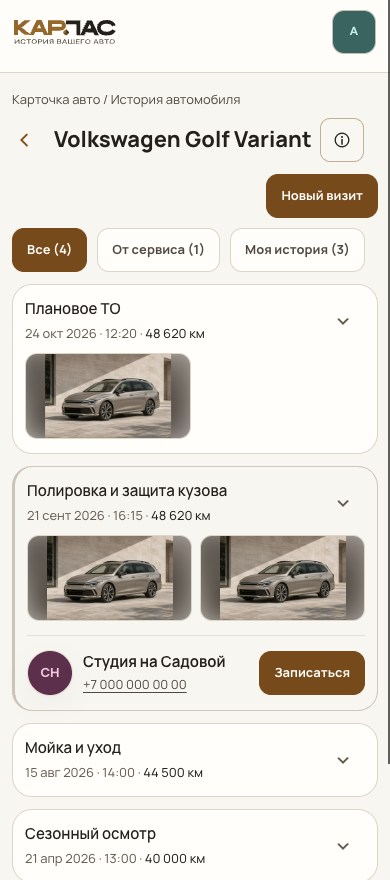 КАРЛАС
ИСТОРИЯ ВАШЕГО АВТО
А
Карточка авто / История автомобиля
Volkswagen Golf Variant
Новый визит
Все (4)
От сервиса (1)
Моя история (3)
Плановое ТО
24 окт 2026 · 12:20 · 48 620 км
Полировка и защита кузова
21 сент 2026 · 16:15 · 48 620 км
СН
Студия на Садовой
+7 000 000 00 00
Записаться
Мойка и уход
15 авг 2026 · 14:00 · 44 500 км
Сезонный осмотр
21 апр 2026 · 13:00 · 40 000 км